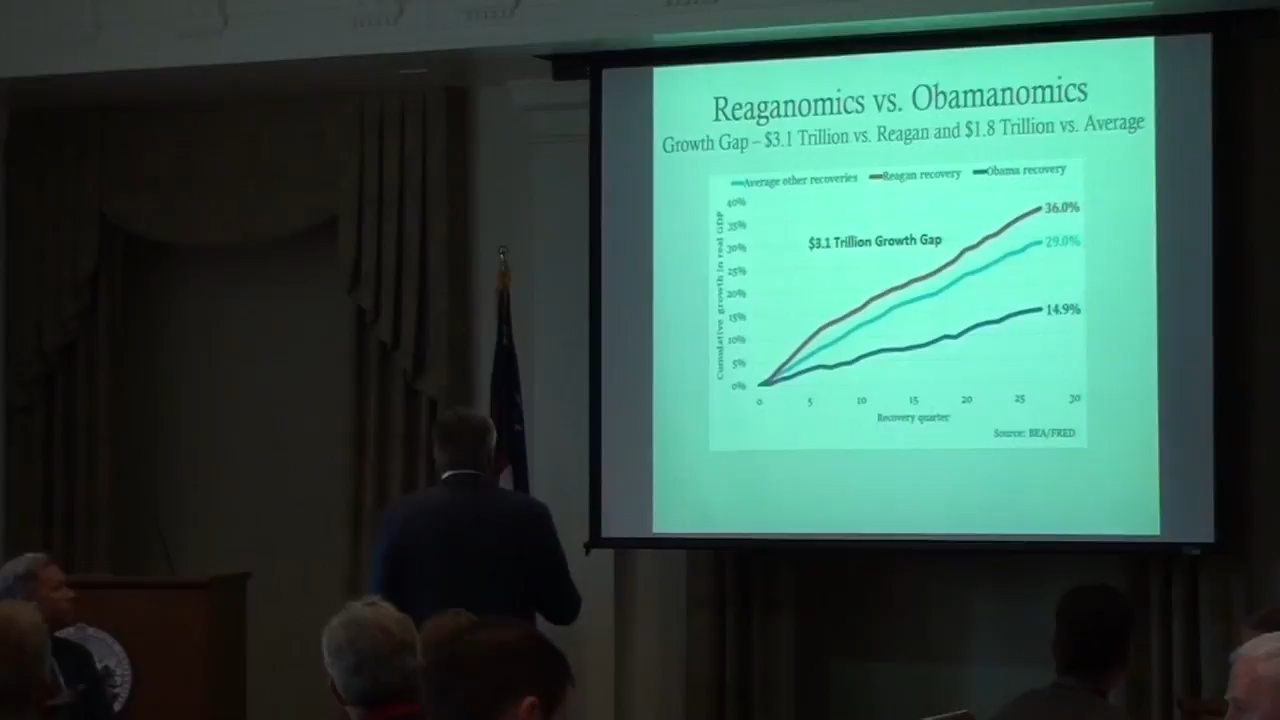 Reaganomics vs. Obamanomics
Growth Gap – $3.1 Trillion vs. Reagan and $1.8 Trillion vs. Average
Average other recoveries Reagan recovery Obama recovery
Cumulative growth in real GDP
40%
35%
30%
25%
20%
15%
10%
5%
0%
$3.1 Trillion Growth Gap
36.0%
29.0%
14.9%
0 5 10 15 20 25 30
Recovery quarter
Source: BEA/FRED